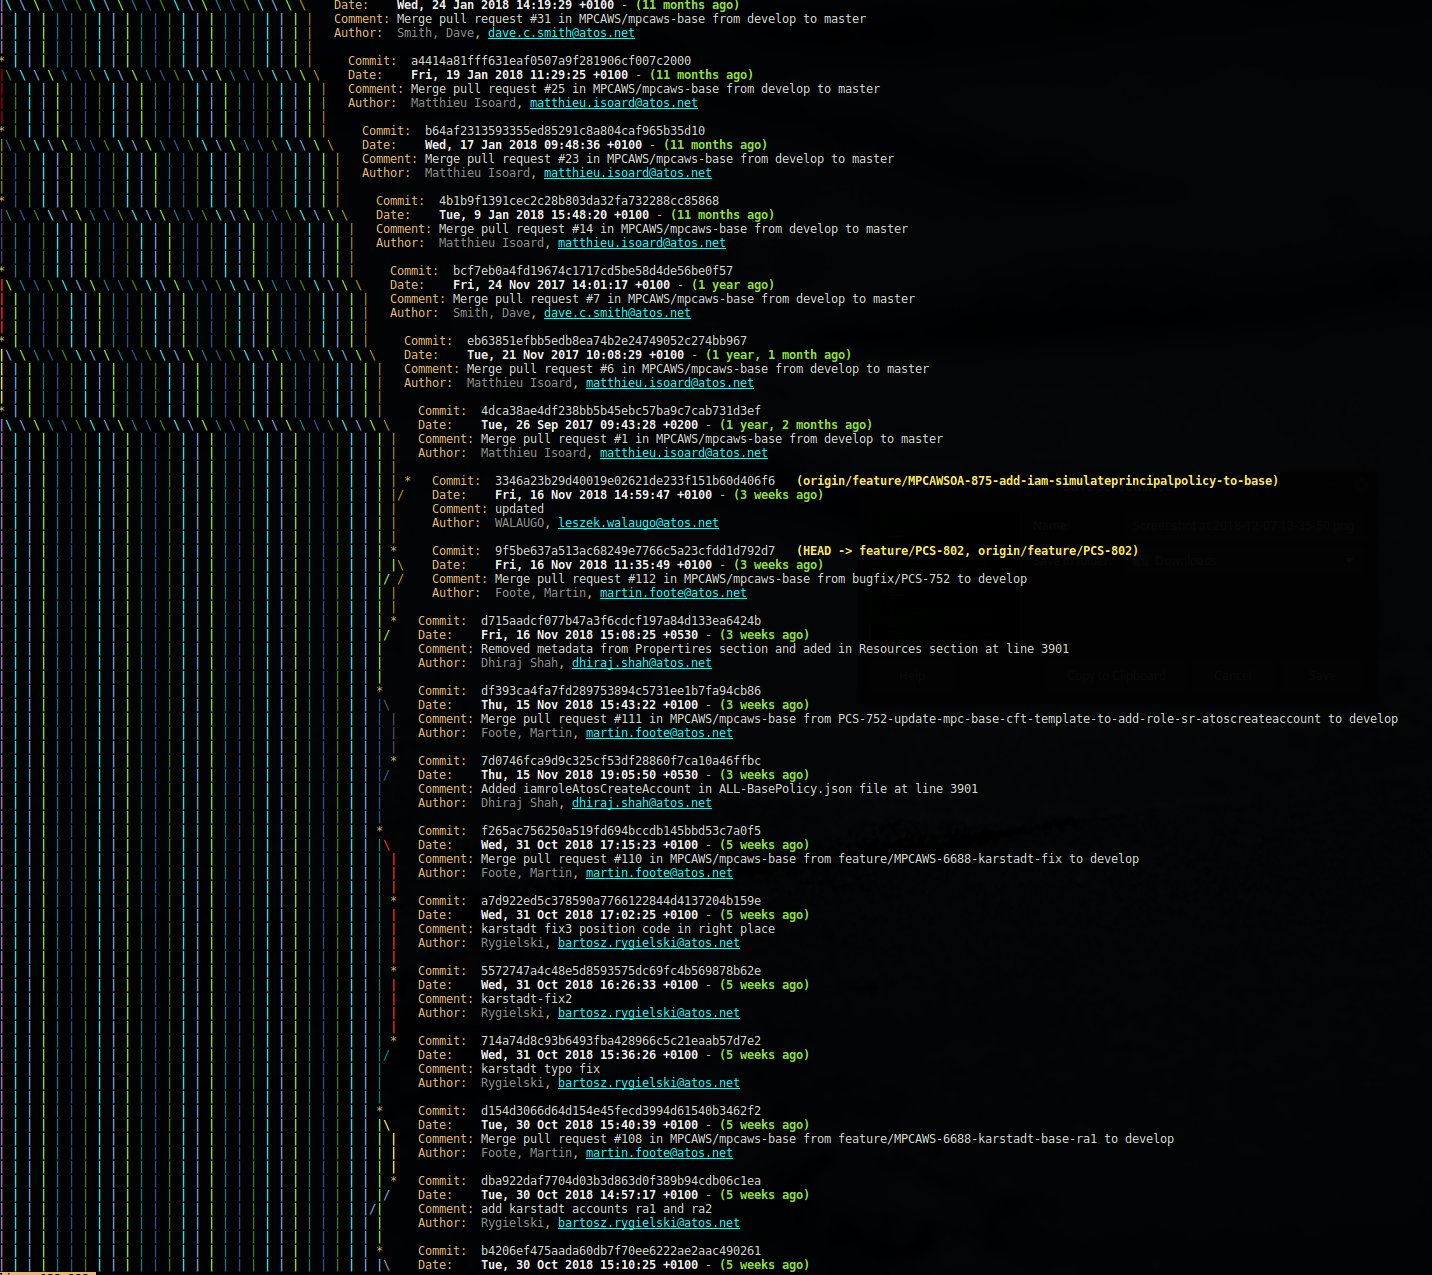 Date:    Wed, 24 Jan 2018 14:19:29 +0100 - (11 months ago)
Comment: Merge pull request #31 in MPCAWS/mpcaws-base from develop to master
Author:  Smith, Dave, dave.c.smith@atos.net
Commit:  a4414a81fff631eaf0507a9f281906cf007c2000
Date:    Fri, 19 Jan 2018 11:29:25 +0100 - (11 months ago)
Comment: Merge pull request #25 in MPCAWS/mpcaws-base from develop to master
Author:  Matthieu Isoard, matthieu.isoard@atos.net
Commit:  b64af2313593355ed85291c8a804caf965b35d10
Date:    Wed, 17 Jan 2018 09:48:36 +0100 - (11 months ago)
Comment: Merge pull request #23 in MPCAWS/mpcaws-base from develop to master
Author:  Matthieu Isoard, matthieu.isoard@atos.net
Commit:  4b1b9f1391cec2c28b803da32fa732288cc85868
Date:    Tue, 9 Jan 2018 15:48:20 +0100 - (11 months ago)
Comment: Merge pull request #14 in MPCAWS/mpcaws-base from develop to master
Author:  Matthieu Isoard, matthieu.isoard@atos.net
Commit:  bcf7eb0a4fd19674c1717cd5be58d4de56be0f57
Date:    Fri, 24 Nov 2017 14:01:17 +0100 - (1 year ago)
Comment: Merge pull request #7 in MPCAWS/mpcaws-base from develop to master
Author:  Smith, Dave, dave.c.smith@atos.net
Commit:  eb63851efbb5edb8ea74b2e24749052c274bb967
Date:    Tue, 21 Nov 2017 10:08:29 +0100 - (1 year, 1 month ago)
Comment: Merge pull request #6 in MPCAWS/mpcaws-base from develop to master
Author:  Matthieu Isoard, matthieu.isoard@atos.net
Commit:  4dca38ae4df238bb5b45ebc57ba9c7cab731d3ef
Date:    Tue, 26 Sep 2017 09:43:28 +0200 - (1 year, 2 months ago)
Comment: Merge pull request #1 in MPCAWS/mpcaws-base from develop to master
Author:  Matthieu Isoard, matthieu.isoard@atos.net
Commit:  3346a23b29d40019e02621de233f151b60d406f6   (origin/feature/MPCAWSOA-875-add-iam-simulateprincipalpolicy-to-base)
Date:    Fri, 16 Nov 2018 14:59:47 +0100 - (3 weeks ago)
Comment: updated
Author:  WALAUGO, leszek.walaugo@atos.net
Commit:  9f5be637a513ac68249e7766c5a23cfdd1d792d7   (HEAD -> feature/PCS-802, origin/feature/PCS-802)
Date:    Fri, 16 Nov 2018 11:35:49 +0100 - (3 weeks ago)
Comment: Merge pull request #112 in MPCAWS/mpcaws-base from bugfix/PCS-752 to develop
Author:  Foote, Martin, martin.foote@atos.net
Commit:  d715aadcf077b47a3f6cdcf197a84d133ea6424b
Date:    Fri, 16 Nov 2018 15:08:25 +0530 - (3 weeks ago)
Comment: Removed metadata from Propertires section and aded in Resources section at line 3901
Author:  Dhiraj Shah, dhiraj.shah@atos.net
Commit:  df393ca4fa7fd289753894c5731ee1b7fa94cb86
Date:    Thu, 15 Nov 2018 15:43:22 +0100 - (3 weeks ago)
Comment: Merge pull request #111 in MPCAWS/mpcaws-base from PCS-752-update-mpc-base-cft-template-to-add-role-sr-atoscreateaccount to develop
Author:  Foote, Martin, martin.foote@atos.net
Commit:  7d0746fca9d9c325cf53df28860f7ca10a46ffbc
Date:    Thu, 15 Nov 2018 19:05:50 +0530 - (3 weeks ago)
Comment: Added iamroleAtosCreateAccount in ALL-BasePolicy.json file at line 3901
Author:  Dhiraj Shah, dhiraj.shah@atos.net
Commit:  f265ac756250a519fd694bccdb145bbd53c7a0f5
Date:    Wed, 31 Oct 2018 17:15:23 +0100 - (5 weeks ago)
Comment: Merge pull request #110 in MPCAWS/mpcaws-base from feature/MPCAWS-6688-karstadt-fix to develop
Author:  Foote, Martin, martin.foote@atos.net
Commit:  a7d922ed5c378590a7766122844d4137204b159e
Date:    Wed, 31 Oct 2018 17:02:25 +0100 - (5 weeks ago)
Comment: karstadt fix3 position code in right place
Author:  Rygielski, bartosz.rygielski@atos.net
Commit:  5572747a4c48e5d8593575dc69fc4b569878b62e
Date:    Wed, 31 Oct 2018 16:26:33 +0100 - (5 weeks ago)
Comment: karstadt-fix2
Author:  Rygielski, bartosz.rygielski@atos.net
Commit:  714a74d8c93b6493fba428966c5c21eaab57d7e2
Date:    Wed, 31 Oct 2018 15:36:26 +0100 - (5 weeks ago)
Comment: karstadt typo fix
Author:  Rygielski, bartosz.rygielski@atos.net
Commit:  d154d3066d64d154e45fecd3994d61540b3462f2
Date:    Tue, 30 Oct 2018 15:40:39 +0100 - (5 weeks ago)
Comment: Merge pull request #108 in MPCAWS/mpcaws-base from feature/MPCAWS-6688-karstadt-base-ra1 to develop
Author:  Foote, Martin, martin.foote@atos.net
Commit:  dba922daf7704d03b3d863d0f389b94cdb06c1ea
Date:    Tue, 30 Oct 2018 14:57:17 +0100 - (5 weeks ago)
Comment: add karstadt accounts ra1 and ra2
Author:  Rygielski, bartosz.rygielski@atos.net
Commit:  b4206ef475aada60db7f70ee6222ae2aac490261
Date:    Tue, 30 Oct 2018 15:10:25 +0100 - (5 weeks ago)